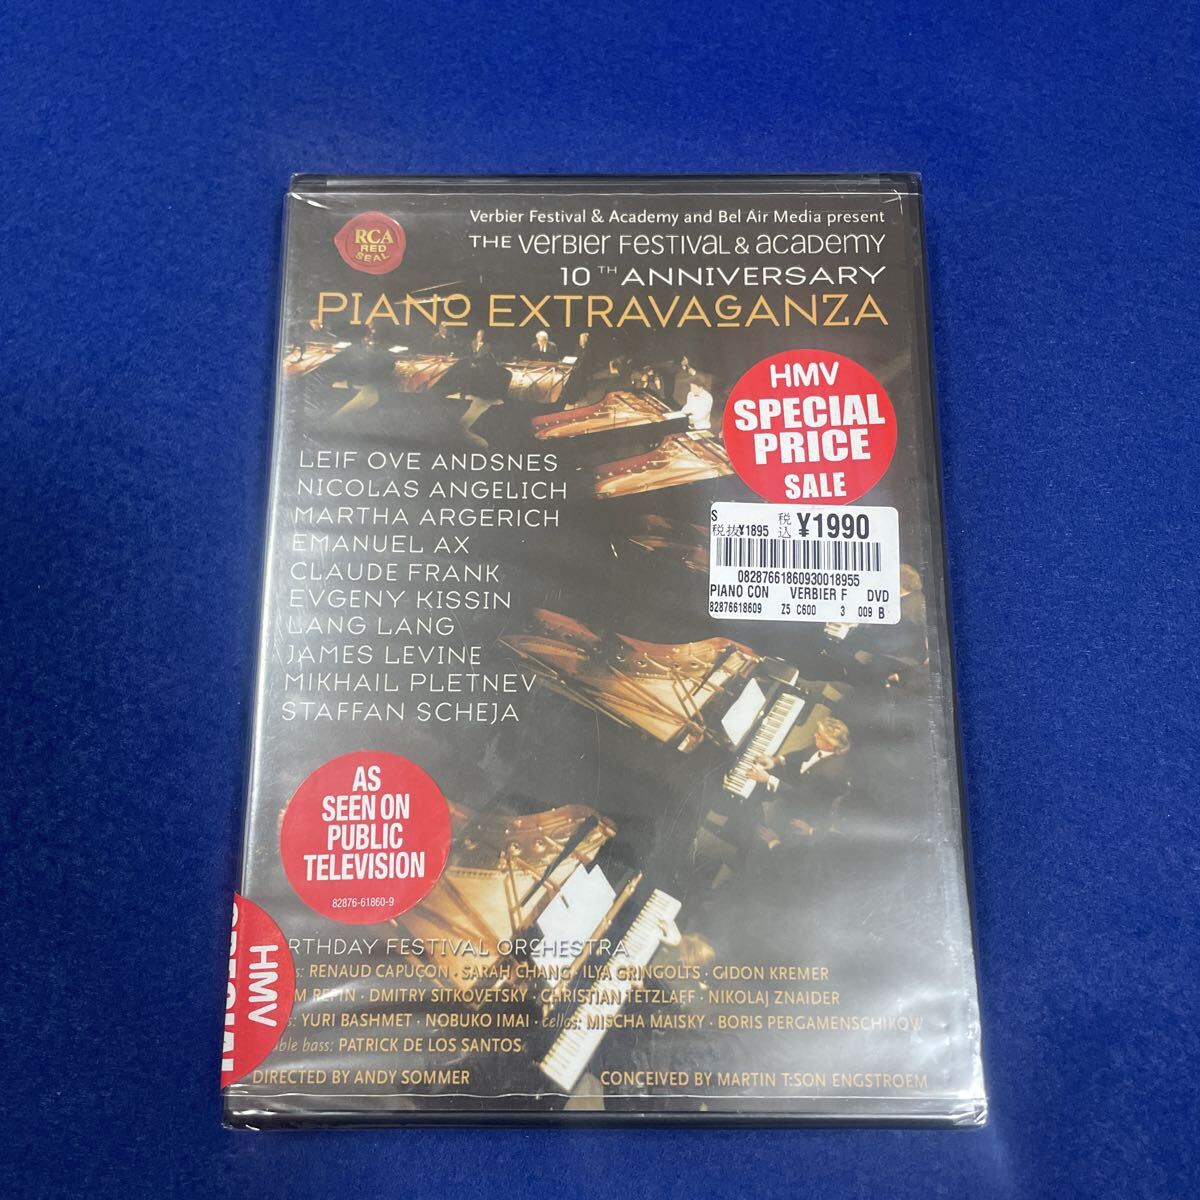 RCA
RED
SEAL
Verbier Festival & Academy and Bel Air Media present
THE VERBIER FESTIVAL & ACADEMY
10TH ANNIVERSARY
PIANO EXTRAVAGANZA
HMV
SPECIAL
PRICE
SALE
S
税抜¥1895 税込 ¥1990
08287661860930018955
PIANO CON VERBIER F DVD
82876618609 Z5 C600 3 009 B
LEIF OVE ANDSNES
NICOLAS ANGELICH
MARTHA ARGERICH
EMANUEL AX
CLAUDE FRANK
EVGENY KISSIN
LANG LANG
JAMES LEVINE
MIKHAIL PLETNEV
STAFFAN SCHEJA
AS
SEEN ON
PUBLIC
TELEVISION
82876-61860-9
HMV
SPECIAL
RTHDAY FESTIVAL ORCHESTRA
s: RENAUD CAPUÇON · SARAH CHANG · ILYA GRINGOLTS · GIDON KREMER
M REPIN · DMITRY SITKOVETSKY · CHRISTIAN TETZLAFF · NIKOLAJ ZNAIDER
s: YURI BASHMET · NOBUKO IMAI · cellos: MISCHA MAISKY · BORIS PERGAMENSCHIKOW
ble bass: PATRICK DE LOS SANTOS
DIRECTED BY ANDY SOMMER CONCEIVED BY MARTIN T:SON ENGSTROEM